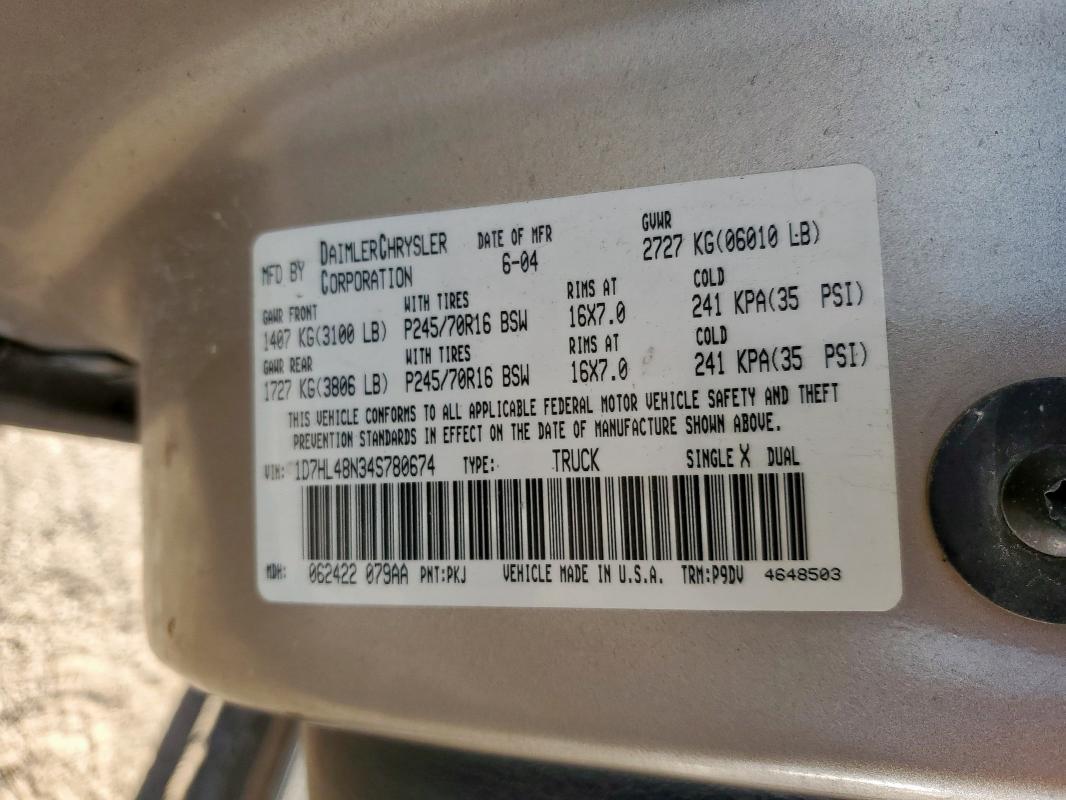 MFD BY DAIMLERCHRYSLER CORPORATION DATE OF MFR 6-04 GVWR 2727 KG(06010 LB)
GAWR FRONT WITH TIRES RIMS AT COLD
1407 KG(3100 LB) P245/70R16 BSW 16X7.0 241 KPA(35 PSI)
GAWR REAR WITH TIRES RIMS AT COLD
1727 KG(3806 LB) P245/70R16 BSW 16X7.0 241 KPA(35 PSI)
THIS VEHICLE CONFORMS TO ALL APPLICABLE FEDERAL MOTOR VEHICLE SAFETY AND THEFT
PREVENTION STANDARDS IN EFFECT ON THE DATE OF MANUFACTURE SHOWN ABOVE.
VIN: 1D7HL48N34S780674 TYPE: TRUCK SINGLE X DUAL
MDH: 062422 079AA PNT:PKJ VEHICLE MADE IN U.S.A. TRM:P9DV 4648503